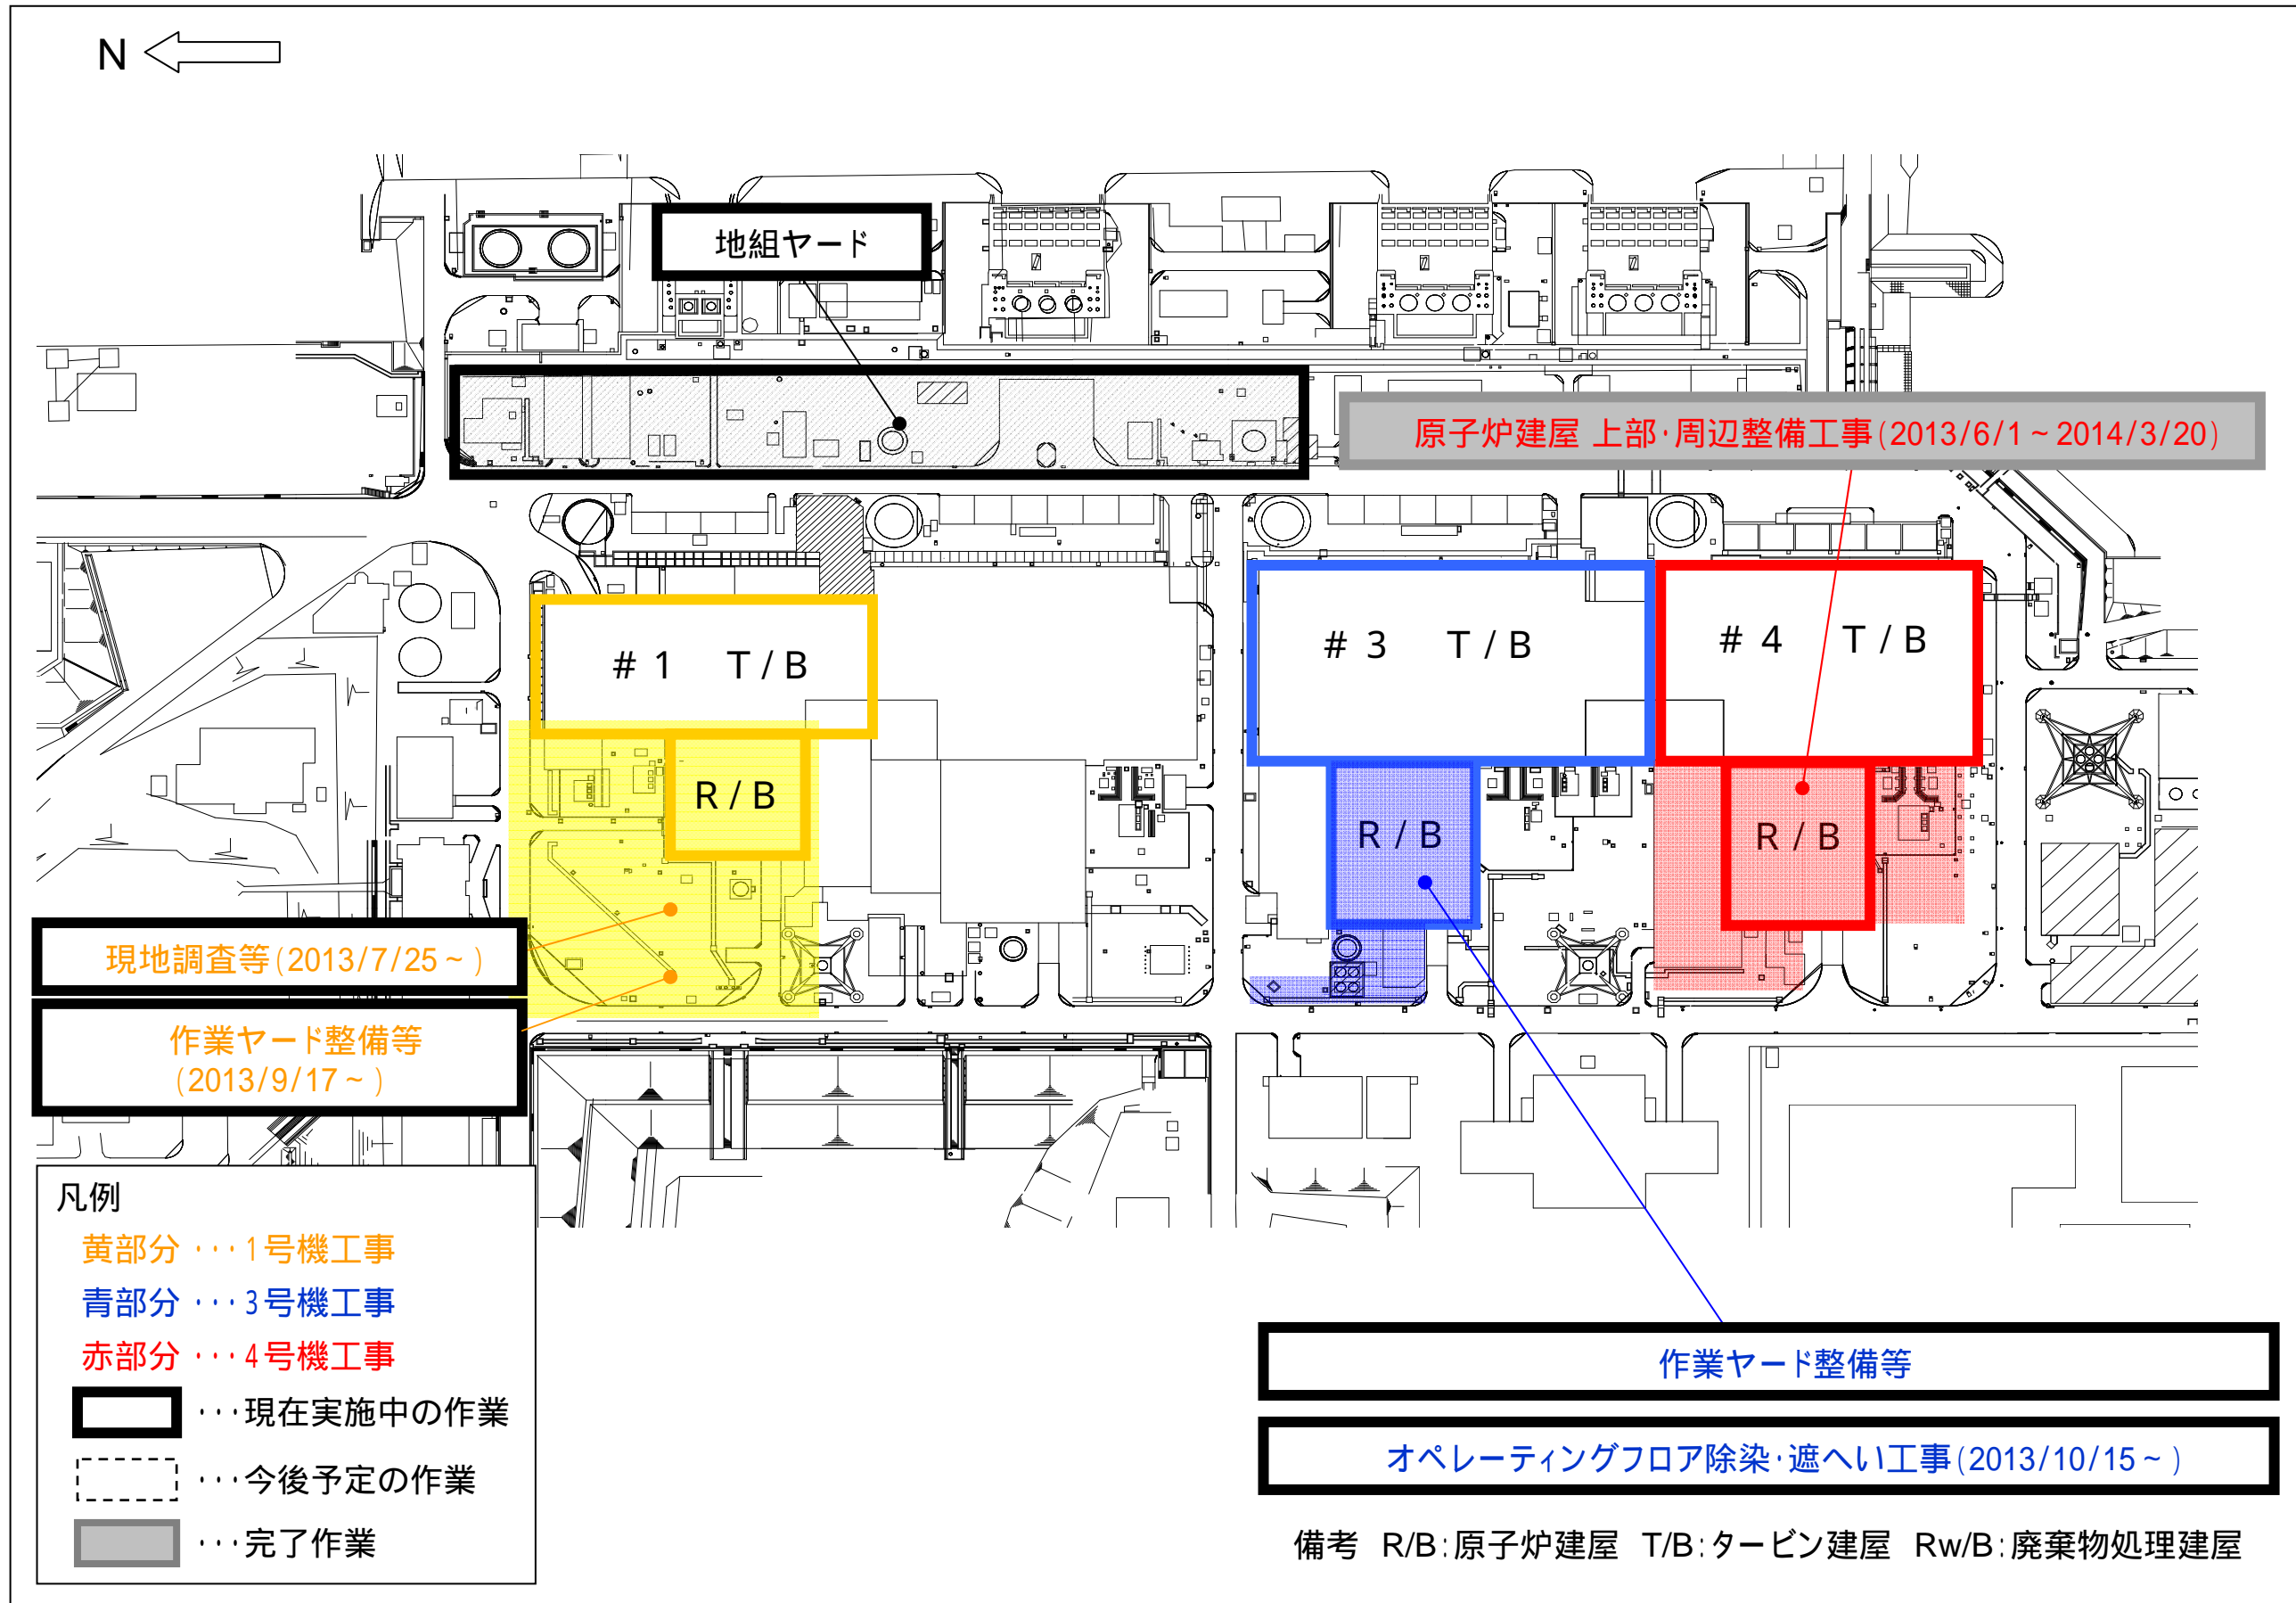 N
地組ヤード
原子炉建屋 上部･周辺整備工事(2013/6/1～2014/3/20)
#1 T/B
#3 T/B
#4 T/B
R/B
R/B
R/B
現地調査等(2013/7/25～)
作業ヤード整備等
(2013/9/17～)
凡例
黄部分 ･･･1号機工事
青部分 ･･･3号機工事
赤部分 ･･･4号機工事
･･･現在実施中の作業
･･･今後予定の作業
･･･完了作業
作業ヤード整備等
オペレーティングフロア除染･遮へい工事(2013/10/15～)
備考 R/B:原子炉建屋 T/B:タービン建屋 Rw/B:廃棄物処理建屋